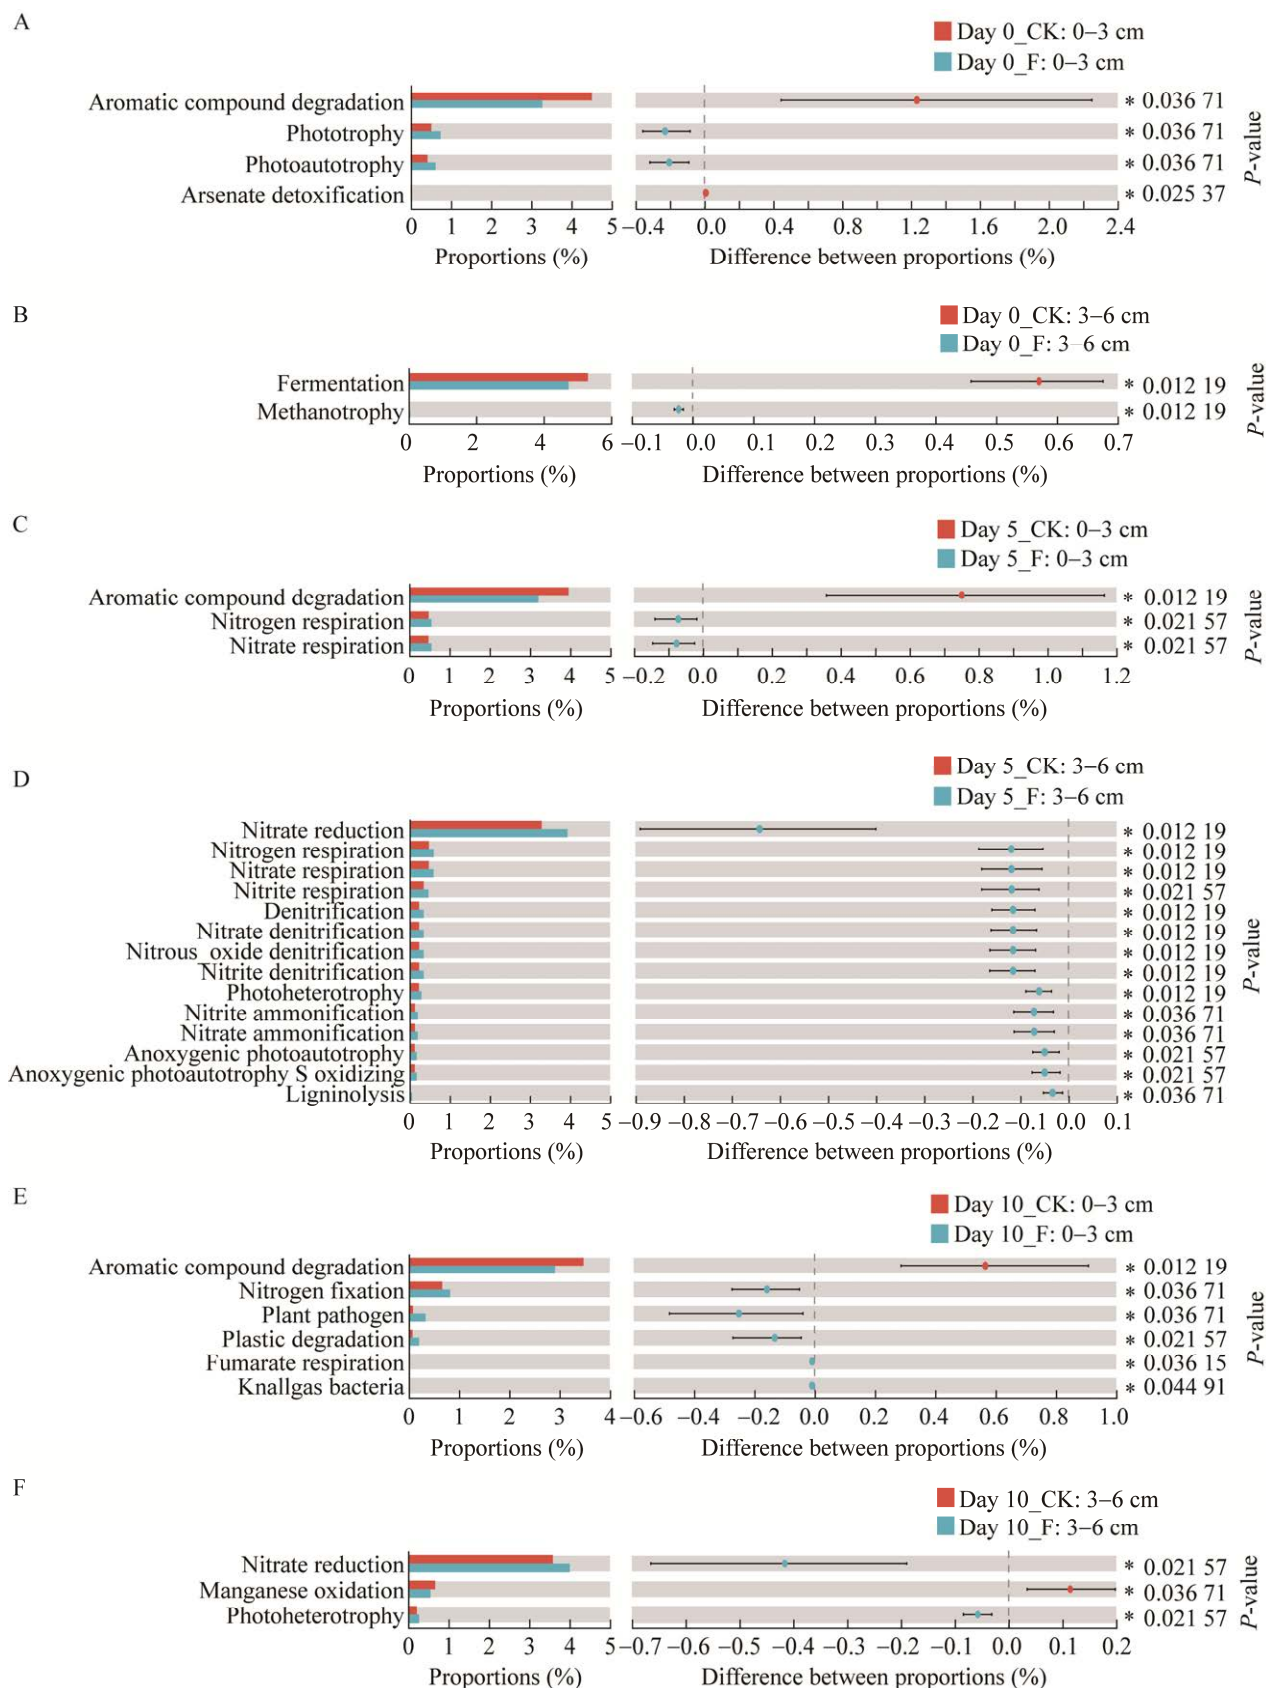 A
Day 0_CK: 0–3 cm
Day 0_F: 0–3 cm
Aromatic compound degradation
* 0.036 71
Phototrophy
* 0.036 71
Photoautotrophy
* 0.036 71
Arsenate detoxification
* 0.025 37
P-value
0 1 2 3 4 5 −0.4 0.0 0.4 0.8 1.2 1.6 2.0 2.4
Proportions (%) Difference between proportions (%)
B
Day 0_CK: 3–6 cm
Day 0_F: 3–6 cm
Fermentation
* 0.012 19
Methanotrophy
* 0.012 19
P-value
0 2 4 6 −0.1 0.0 0.1 0.2 0.3 0.4 0.5 0.6 0.7
Proportions (%) Difference between proportions (%)
C
Day 5_CK: 0–3 cm
Day 5_F: 0–3 cm
Aromatic compound degradation
* 0.012 19
Nitrogen respiration
* 0.021 57
Nitrate respiration
* 0.021 57
P-value
0 1 2 3 4 5 −0.2 0.0 0.2 0.4 0.6 0.8 1.0 1.2
Proportions (%) Difference between proportions (%)
D
Day 5_CK: 3–6 cm
Day 5_F: 3–6 cm
Nitrate reduction
* 0.012 19
Nitrogen respiration
* 0.012 19
Nitrate respiration
* 0.012 19
Nitrite respiration
* 0.021 57
Denitrification
* 0.012 19
Nitrate denitrification
* 0.012 19
Nitrous_oxide denitrification
* 0.012 19
Nitrite denitrification
* 0.012 19
Photoheterotrophy
* 0.012 19
Nitrite ammonification
* 0.036 71
Nitrate ammonification
* 0.036 71
Anoxygenic photoautotrophy
* 0.021 57
Anoxygenic photoautotrophy S oxidizing
* 0.021 57
Ligninolysis
* 0.036 71
P-value
0 1 2 3 4 5 −0.9 −0.8 −0.7 −0.6 −0.5 −0.4 −0.3 −0.2 −0.1 0.0 0.1
Proportions (%) Difference between proportions (%)
E
Day 10_CK: 0–3 cm
Day 10_F: 0–3 cm
Aromatic compound degradation
* 0.012 19
Nitrogen fixation
* 0.036 71
Plant pathogen
* 0.036 71
Plastic degradation
* 0.021 57
Fumarate respiration
* 0.036 15
Knallgas bacteria
* 0.044 91
P-value
0 1 2 3 4 −0.6 −0.4 −0.2 0.0 0.2 0.4 0.6 0.8 1.0
Proportions (%) Difference between proportions (%)
F
Day 10_CK: 3–6 cm
Day 10_F: 3–6 cm
Nitrate reduction
* 0.021 57
Manganese oxidation
* 0.036 71
Photoheterotrophy
* 0.021 57
P-value
0 1 2 3 4 5 −0.7 −0.6 −0.5 −0.4 −0.3 −0.2 −0.1 0.0 0.1 0.2
Proportions (%) Difference between proportions (%)